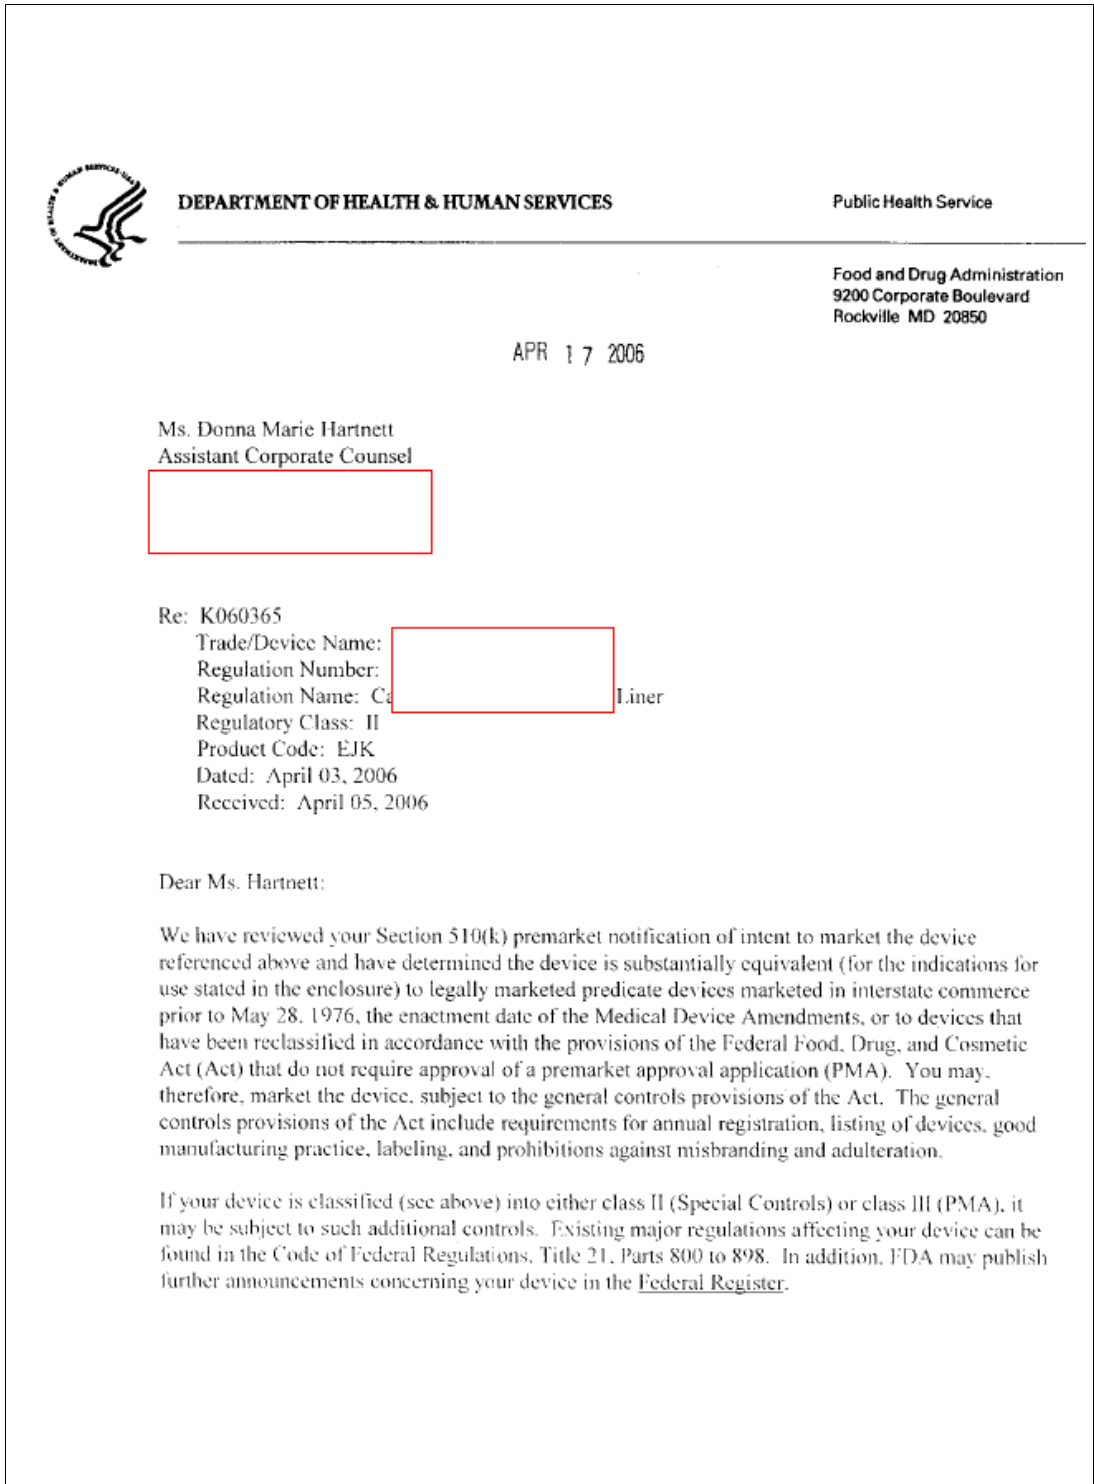 DEPARTMENT OF HEALTH & HUMAN SERVICES
Public Health Service
Food and Drug Administration
9200 Corporate Boulevard
Rockville MD 20850
APR 17 2006
Ms. Donna Marie Hartnett
Assistant Corporate Counsel
Re: K060365
Trade/Device Name:
Regulation Number:
Regulation Name: Ca Liner
Regulatory Class: II
Product Code: EJK
Dated: April 03, 2006
Received: April 05, 2006
Dear Ms. Hartnett:
We have reviewed your Section 510(k) premarket notification of intent to market the device
referenced above and have determined the device is substantially equivalent (for the indications for
use stated in the enclosure) to legally marketed predicate devices marketed in interstate commerce
prior to May 28, 1976, the enactment date of the Medical Device Amendments, or to devices that
have been reclassified in accordance with the provisions of the Federal Food, Drug, and Cosmetic
Act (Act) that do not require approval of a premarket approval application (PMA). You may,
therefore, market the device, subject to the general controls provisions of the Act. The general
controls provisions of the Act include requirements for annual registration, listing of devices, good
manufacturing practice, labeling, and prohibitions against misbranding and adulteration.
If your device is classified (see above) into either class II (Special Controls) or class III (PMA), it
may be subject to such additional controls. Existing major regulations affecting your device can be
found in the Code of Federal Regulations, Title 21, Parts 800 to 898. In addition, FDA may publish
further announcements concerning your device in the Federal Register.